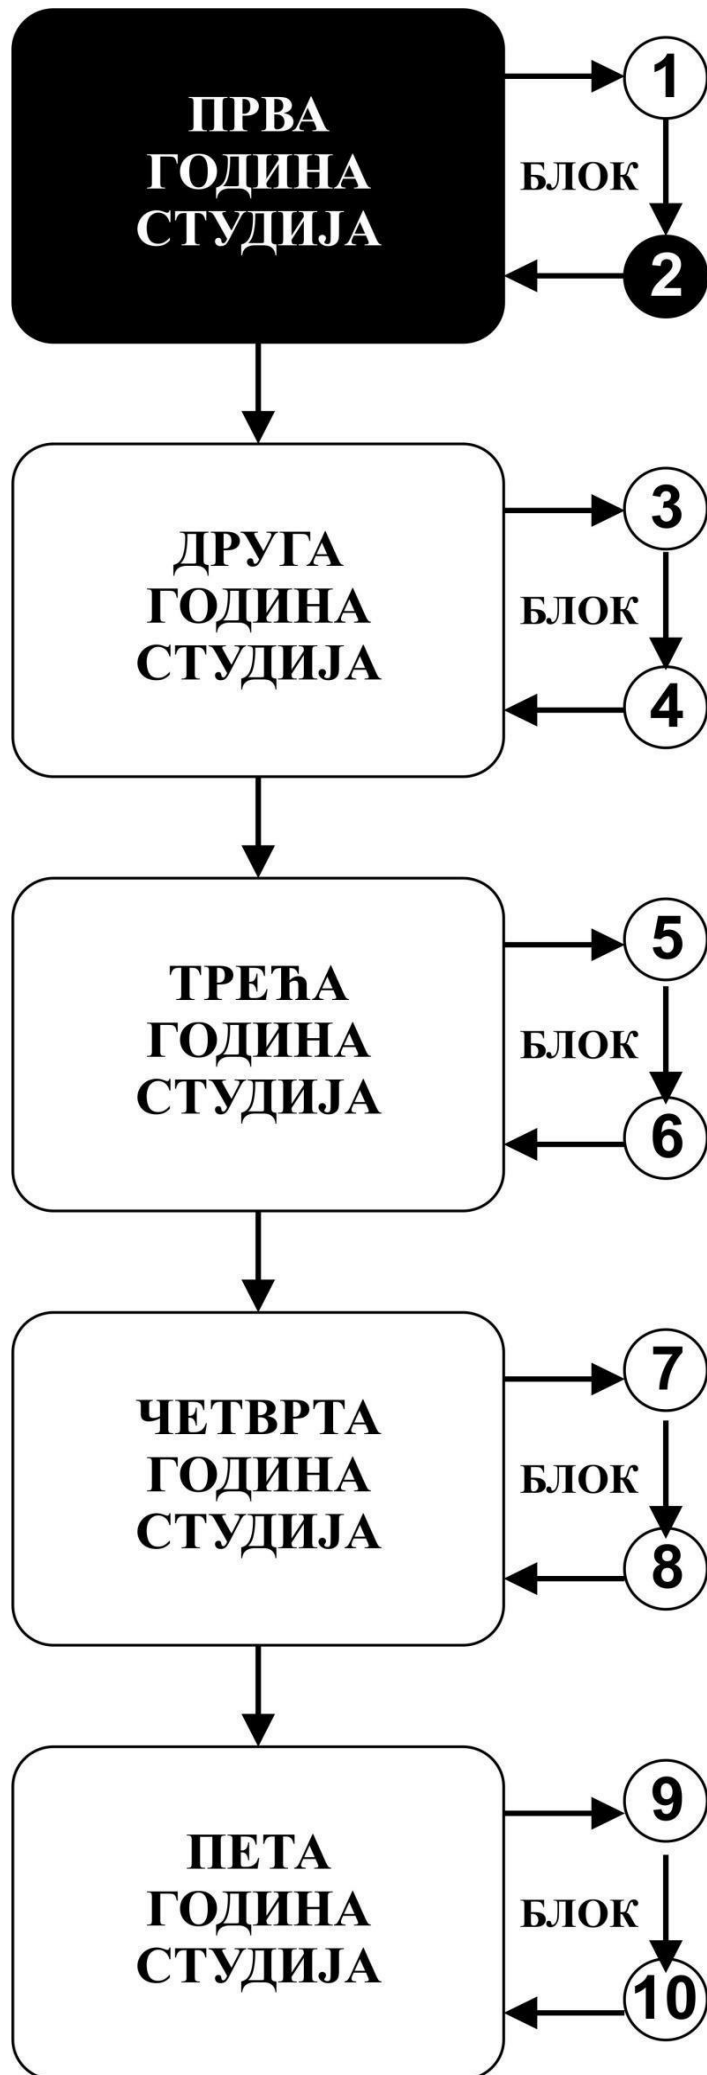 ПРВА
ГОДИНА
СТУДИЈА
1
БЛОК
2
ДРУГА
ГОДИНА
СТУДИЈА
3
БЛОК
4
ТРЕЋА
ГОДИНА
СТУДИЈА
5
БЛОК
6
ЧЕТВРТА
ГОДИНА
СТУДИЈА
7
БЛОК
8
ПЕТА
ГОДИНА
СТУДИЈА
9
БЛОК
10